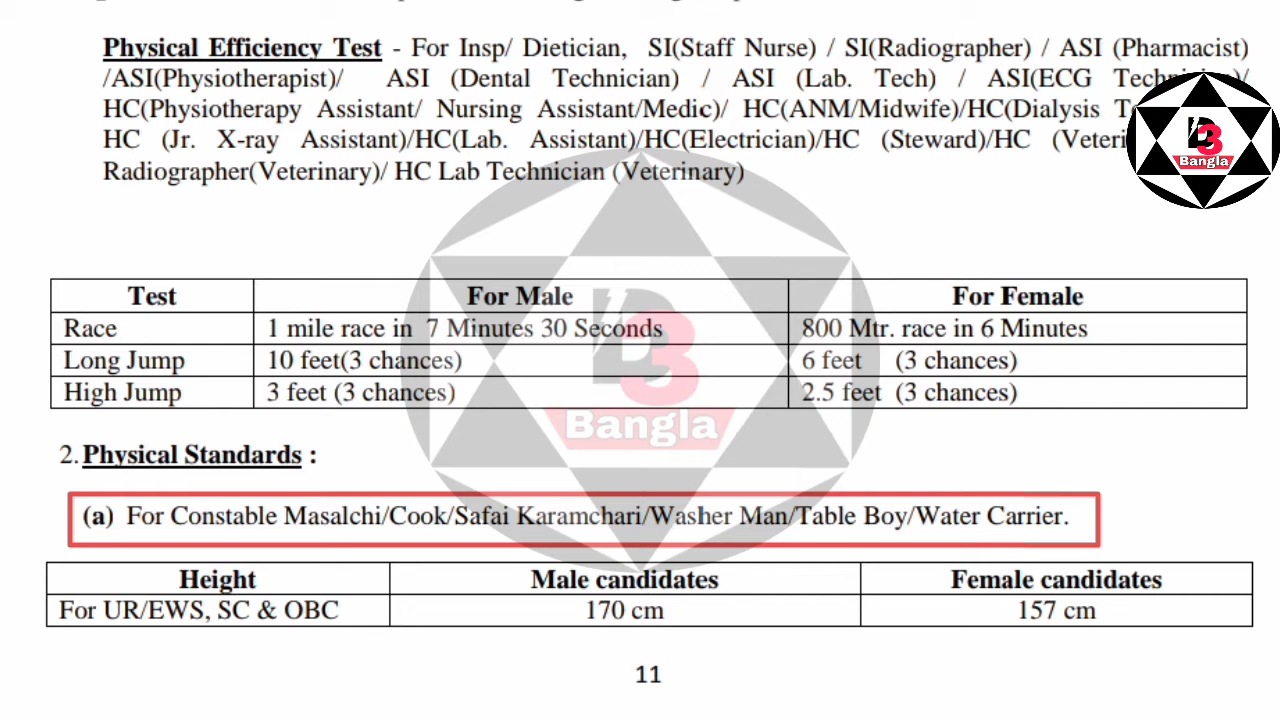 Physical Efficiency Test - For Insp/ Dietician, SI(Staff Nurse) / SI(Radiographer) / ASI (Pharmacist)
/ASI(Physiotherapist)/ ASI (Dental Technician) / ASI (Lab. Tech) / ASI(ECG Technician)/
HC(Physiotherapy Assistant/ Nursing Assistant/Medic)/ HC(ANM/Midwife)/HC(Dialysis
HC (Jr. X-ray Assistant)/HC(Lab. Assistant)/HC(Electrician)/HC (Steward)/HC
Radiographer(Veterinary)/ HC Lab Technician (Veterinary)
B3
Bangla
Test For Male For Female
Race 1 mile race in 7 Minutes 30 Seconds 800 Mtr. race in 6 Minutes
Long Jump 10 feet(3 chances) 6 feet (3 chances)
High Jump 3 feet (3 chances) 2.5 feet (3 chances)
B3
Bangla
2. Physical Standards :
(a) For Constable Masalchi/Cook/Safai Karamchari/Washer Man/Table Boy/Water Carrier.
Height Male candidates Female candidates
For UR/EWS, SC & OBC 170 cm 157 cm
11